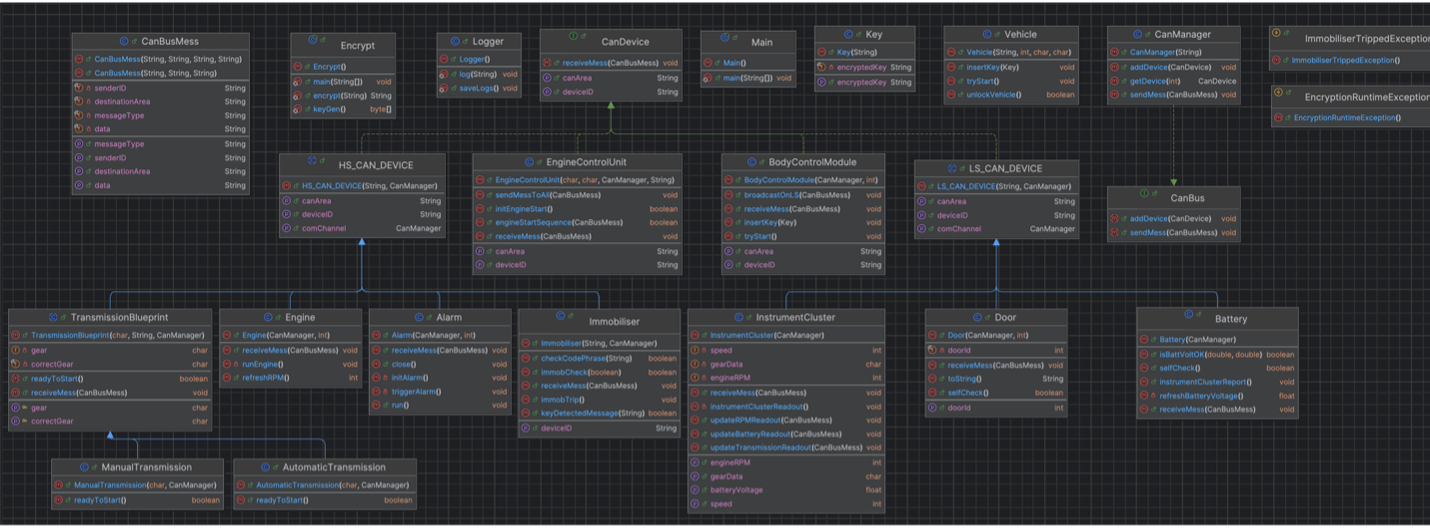 CanBusMess
CanBusMess(String, String, String, String)
CanBusMess(String, String, String)
senderID String
destinationArea String
messageType String
data String
messageType String
senderID String
destinationArea String
data String
Encrypt
Encrypt()
main(String[]) void
encrypt(String) String
keyGen() byte[]
Logger
Logger()
log(String) void
saveLogs() void
CanDevice
receiveMess(CanBusMess) void
canArea String
deviceID String
Main
Main()
main(String[]) void
Key
Key(String)
encryptedKey String
encryptedKey String
Vehicle
Vehicle(String, int, char, char)
insertKey(Key) void
tryStart() void
unlockVehicle() boolean
CanManager
CanManager(String)
addDevice(CanDevice) void
getDevice(int) CanDevice
sendMess(CanBusMess) void
ImmobiliserTrippedException
ImmobiliserTrippedException()
EncryptionRuntimeException
EncryptionRuntimeException()
HS_CAN_DEVICE
HS_CAN_DEVICE(String, CanManager)
canArea String
deviceID String
comChannel CanManager
EngineControlUnit
EngineControlUnit(char, char, CanManager, String)
sendMessToAll(CanBusMess) void
initEngineStart() boolean
engineStartSequence(CanBusMess) boolean
receiveMess(CanBusMess) void
canArea String
deviceID String
BodyControlModule
BodyControlModule(CanManager, int)
broadcastOnLS(CanBusMess) void
receiveMess(CanBusMess) void
insertKey(Key) void
tryStart() void
canArea String
deviceID String
LS_CAN_DEVICE
LS_CAN_DEVICE(String, CanManager)
canArea String
deviceID String
comChannel CanManager
CanBus
addDevice(CanDevice) void
sendMess(CanBusMess) void
TransmissionBlueprint
TransmissionBlueprint(char, String, CanManager)
gear char
correctGear char
readyToStart() boolean
receiveMess(CanBusMess) void
gear char
correctGear char
Engine
Engine(CanManager, int)
receiveMess(CanBusMess) void
runEngine() void
refreshRPM() int
Alarm
Alarm(CanManager, int)
receiveMess(CanBusMess) void
close() void
initAlarm() void
triggerAlarm() void
run() void
Immobiliser
Immobiliser(String, CanManager)
checkCodePhrase(String) boolean
immobCheck(boolean) boolean
receiveMess(CanBusMess) void
immobTrip() void
keyDetectedMessage(String) boolean
deviceID String
InstrumentCluster
InstrumentCluster(CanManager)
speed int
gearData char
engineRPM int
receiveMess(CanBusMess) void
instrumentClusterReadout() void
updateRPMReadout(CanBusMess) void
updateBatteryReadout(CanBusMess) void
updateTransmissionReadout(CanBusMess) void
engineRPM int
gearData char
batteryVoltage float
speed int
Door
Door(CanManager, int)
doorId int
receiveMess(CanBusMess) void
toString() String
selfCheck() boolean
doorId int
Battery
Battery(CanManager)
isBattVoltOK(double, double) boolean
selfCheck() boolean
instrumentClusterReport() void
refreshBatteryVoltage() float
receiveMess(CanBusMess) void
ManualTransmission
ManualTransmission(char, CanManager)
readyToStart() boolean
AutomaticTransmission
AutomaticTransmission(char, CanManager)
readyToStart() boolean